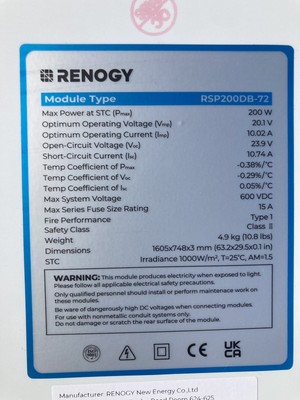 RENOGY
Module Type RSP200DB-72
Max Power at STC (Pmax) 200 W
Optimum Operating Voltage (Vmp) 20.1 V
Optimum Operating Current (Imp) 10.02 A
Open-Circuit Voltage (Voc) 23.9 V
Short-Circuit Current (Isc) 10.74 A
Temp Coefficient of Pmax -0.38%/°C
Temp Coefficient of Voc -0.29%/°C
Temp Coefficient of Isc 0.05%/°C
Max System Voltage 600 VDC
Max Series Fuse Size Rating 15 A
Fire Performance Type 1
Safety Class Class II
Weight 4.9 kg (10.8 lbs)
Dimensions 1605x748x3 mm (63.2x29.5x0.1 in)
STC Irradiance 1000W/m², T=25°C, AM=1.5
WARNING: This module produces electricity when exposed to light.
Please follow all applicable electrical safety precautions.
Only qualified personnel should install or perform maintenace work on
these modules.
Be ware of dangerously high DC voltages when connecting modules.
For use with nonmetallic conduit systems only.
Do not damage or scratch the rear surface of the module.
CE UK
CA
Manufacturer: RENOGY New Energy Co.,Ltd
Road Room 624-625